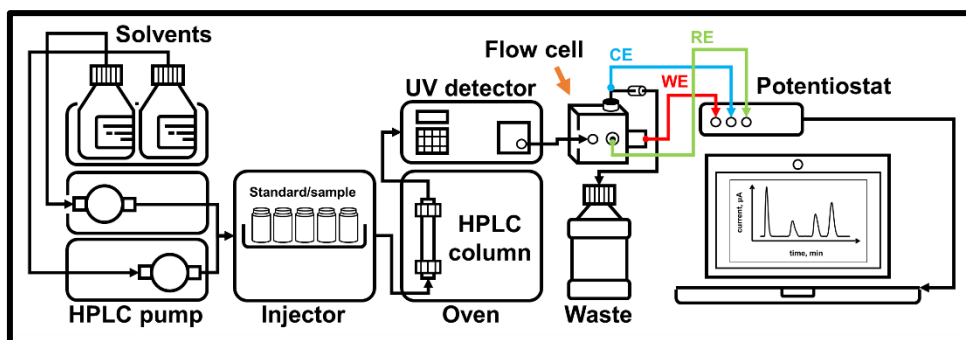 Solvents
UV detector
Flow cell
CE
RE
WE
Potentiostat
Standard/sample
HPLC
column
current, µA
time, min
HPLC pump
Injector
Oven
Waste